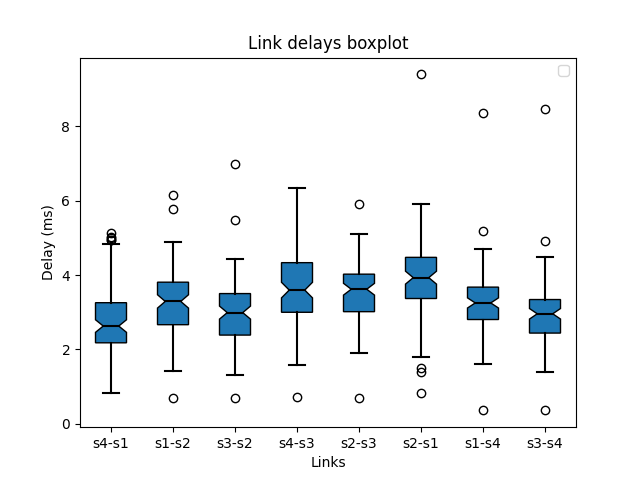 Link delays boxplot
8
6
4
2
0
Delay (ms)
s4-s1 s1-s2 s3-s2 s4-s3 s2-s3 s2-s1 s1-s4 s3-s4
Links